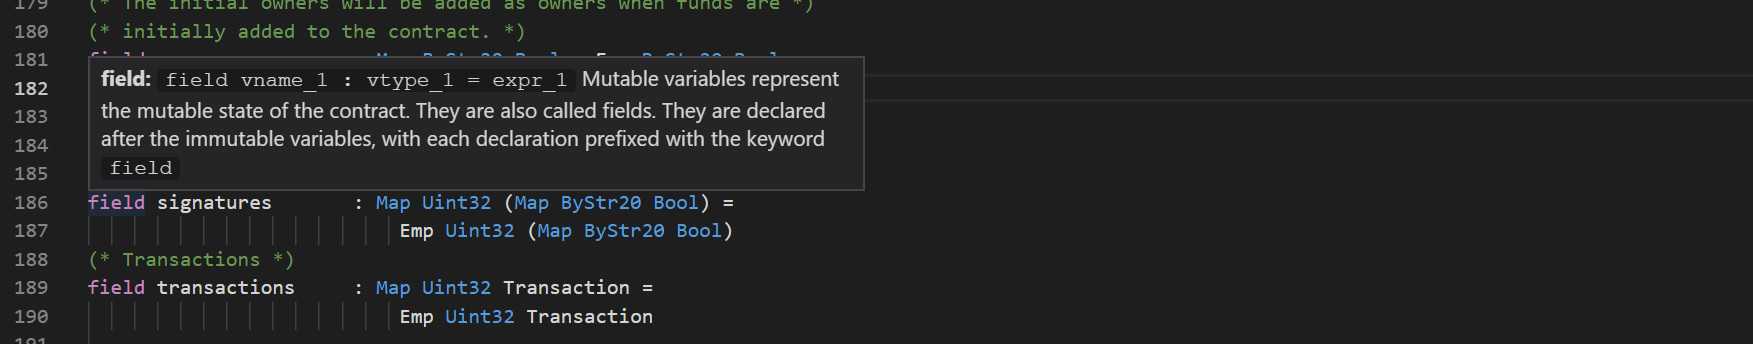 179 (* The initial owners will be added as owners when funds are *)
180 (* initially added to the contract. *)
181
182
183
184
185
field: field vname_1 : vtype_1 = expr_1 Mutable variables represent
the mutable state of the contract. They are also called fields. They are declared
after the immutable variables, with each declaration prefixed with the keyword
field
186 field signatures : Map Uint32 (Map ByStr20 Bool) =
187 Emp Uint32 (Map ByStr20 Bool)
188 (* Transactions *)
189 field transactions : Map Uint32 Transaction =
190 Emp Uint32 Transaction
191